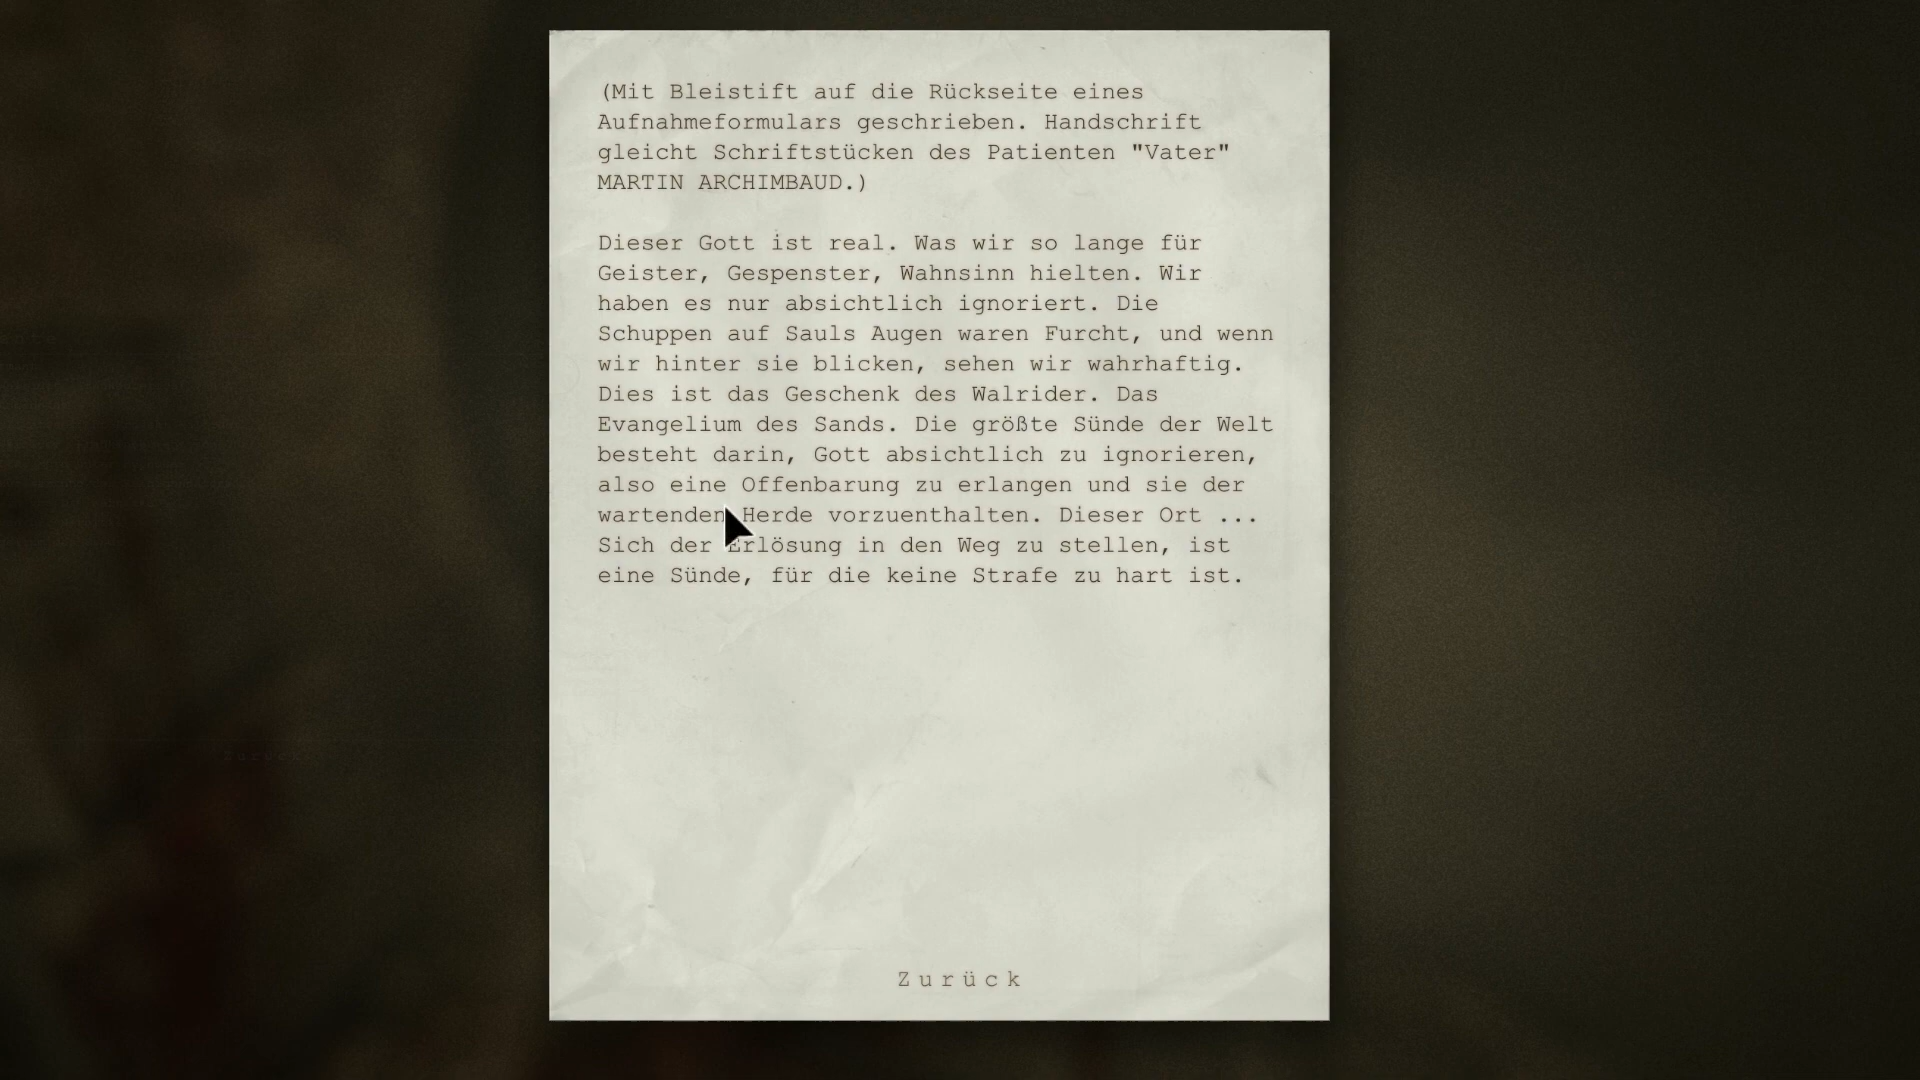 (Mit Bleistift auf die Rückseite eines
Aufnahmeformulars geschrieben. Handschrift
gleicht Schriftstücken des Patienten "Vater"
MARTIN ARCHIMBAUD.)
Dieser Gott ist real. Was wir so lange für
Geister, Gespenster, Wahnsinn hielten. Wir
haben es nur absichtlich ignoriert. Die
Schuppen auf Sauls Augen waren Furcht, und wenn
wir hinter sie blicken, sehen wir wahrhaftig.
Dies ist das Geschenk des Walrider. Das
Evangelium des Sands. Die größte Sünde der Welt
besteht darin, Gott absichtlich zu ignorieren,
also eine Offenbarung zu erlangen und sie der
wartenden Herde vorzuenthalten. Dieser Ort ...
Sich der Erlösung in den Weg zu stellen, ist
eine Sünde, für die keine Strafe zu hart ist.
Zurück
Zurück